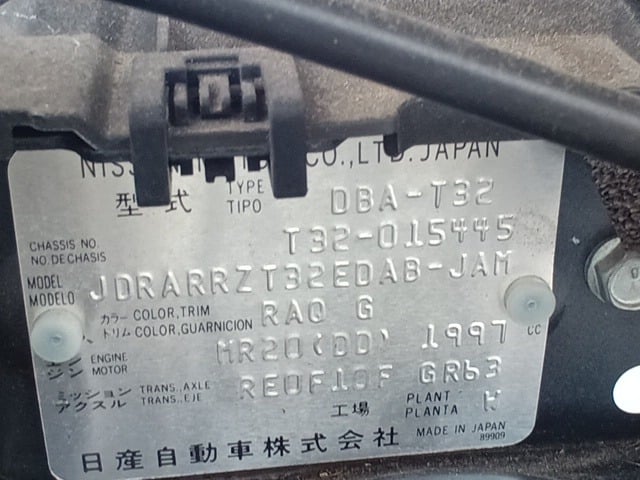 CO.,LTD. JAPAN
型式 TYPE TIPO DBA-T32
CHASSIS NO. NO.DE CHASIS T32-015445
MODEL MODELO JDRARRZT32EDAB-JAM
カラー COLOR,TRIM
トリム COLOR,GUARNICION RAQ G
ENGINE MOTOR MR20(DD) 1997 CC
ミッション TRANS.,AXLE
アクスル TRANS.,EJE RE0F10F GR63
工場 PLANT PLANTA
日産自動車株式会社 MADE IN JAPAN
89909